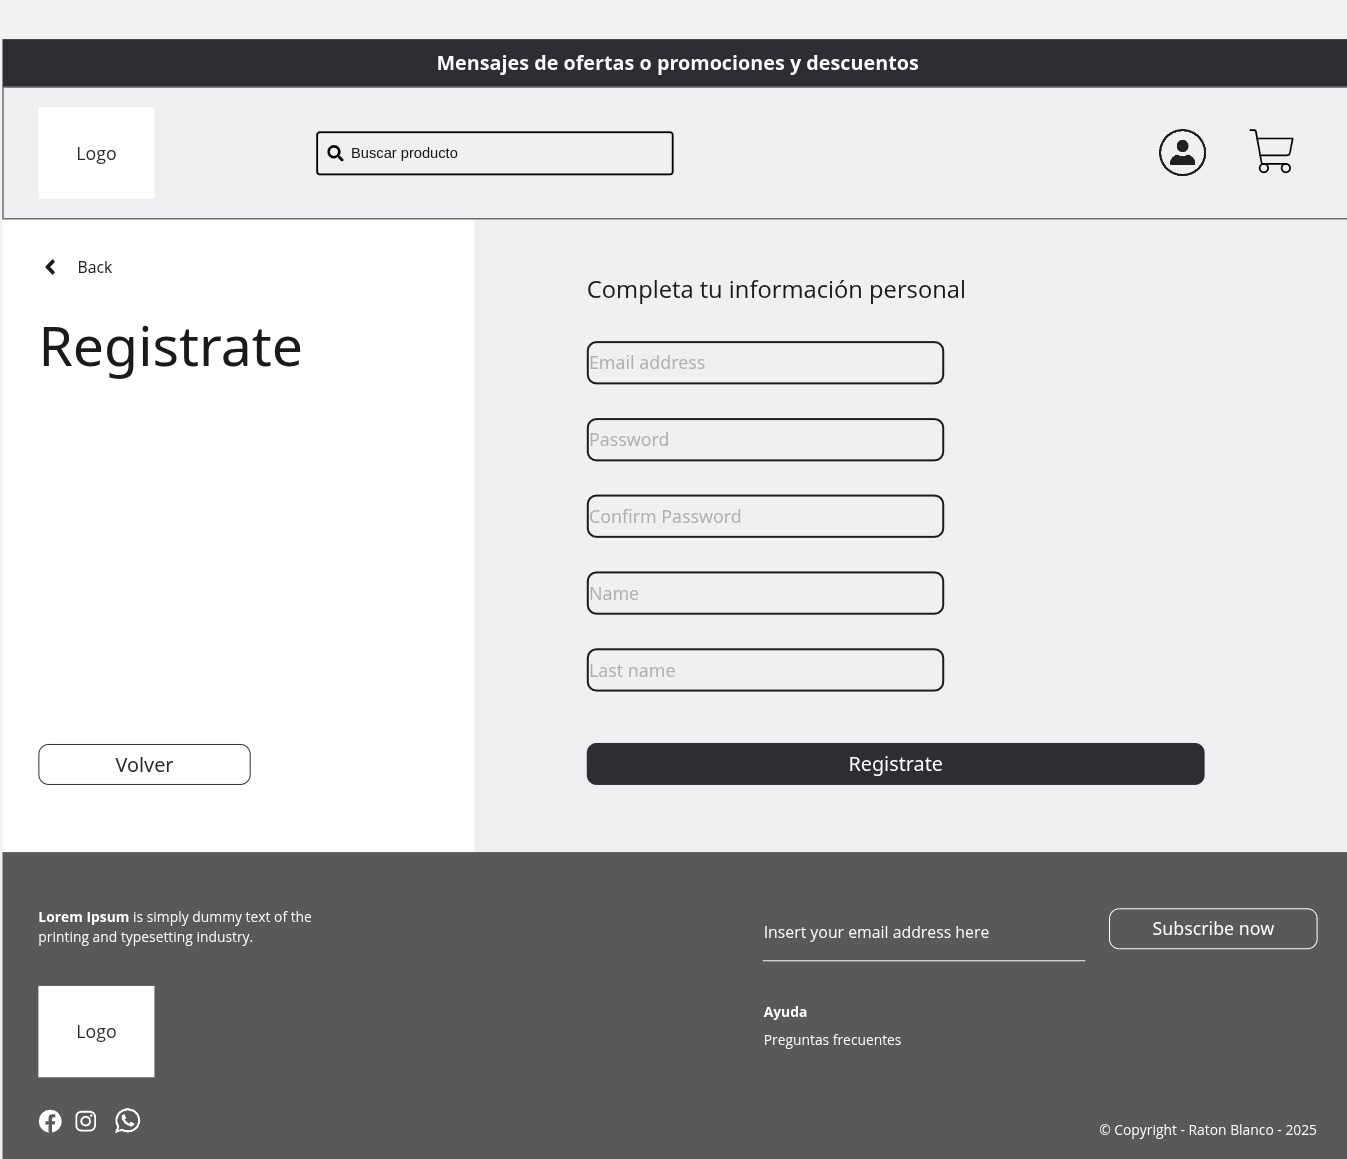 Mensajes de ofertas o promociones y descuentos
Logo
Buscar producto
Back
Registrate
Completa tu información personal
Email address
Password
Confirm Password
Name
Last name
Volver
Registrate
Lorem Ipsum is simply dummy text of the
printing and typesetting industry.
Insert your email address here
Subscribe now
Logo
Ayuda
Preguntas frecuentes
© Copyright - Raton Blanco - 2025